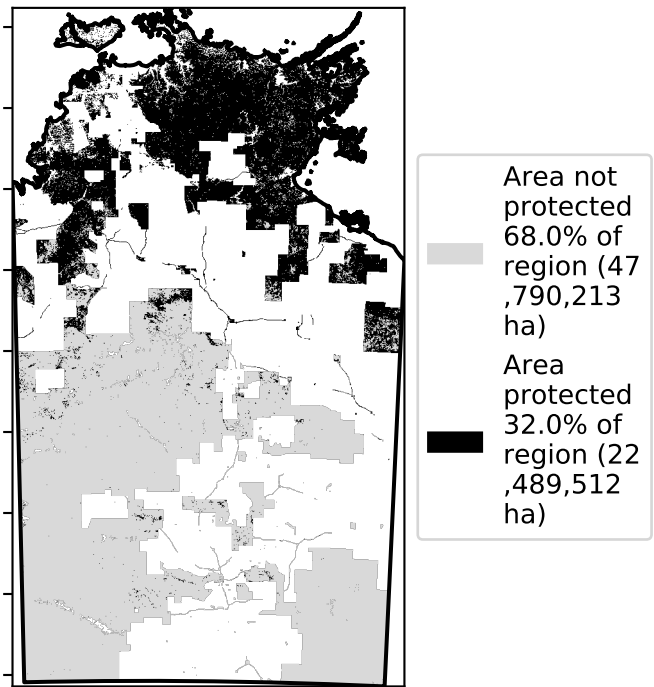 Area not
protected
68.0% of
region (47
,790,213
ha)
Area
protected
32.0% of
region (22
,489,512
ha)